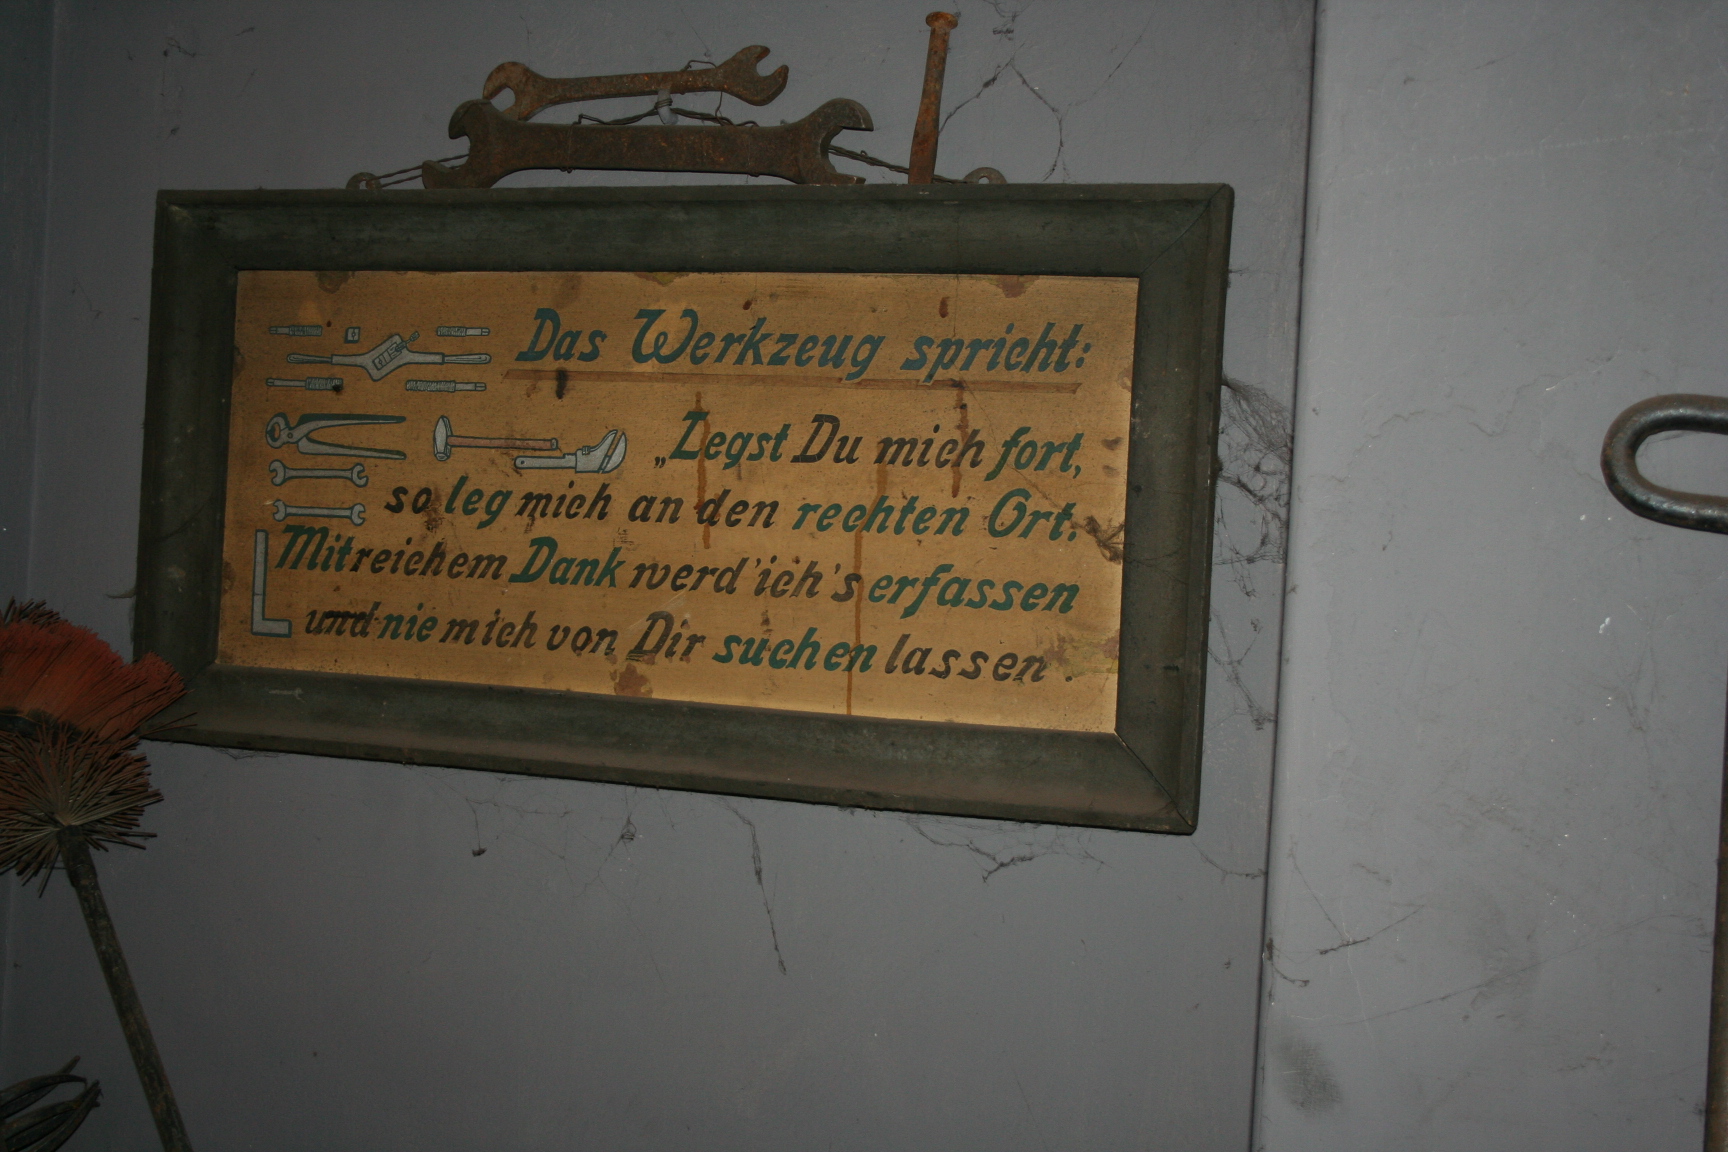 Das Werkzeug spricht:
„Legst Du mich fort,
so leg mich an den rechten Ort.
Mit reichem Dank werd' ich's erfassen
und nie mich von Dir suchen lassen.